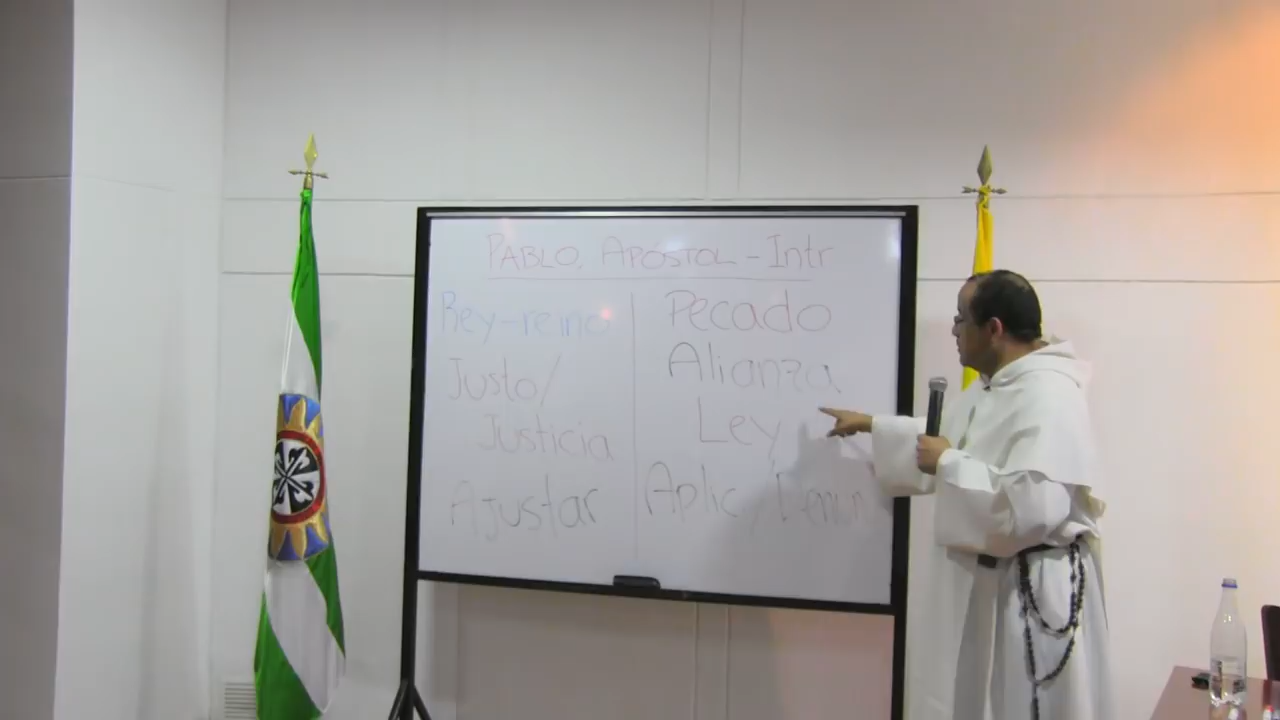 PABLO. APÓSTOL - Intr
Rey-reino
Justo/
Justicia
Ajustar
Pecado
Alianza
Ley
Aplic